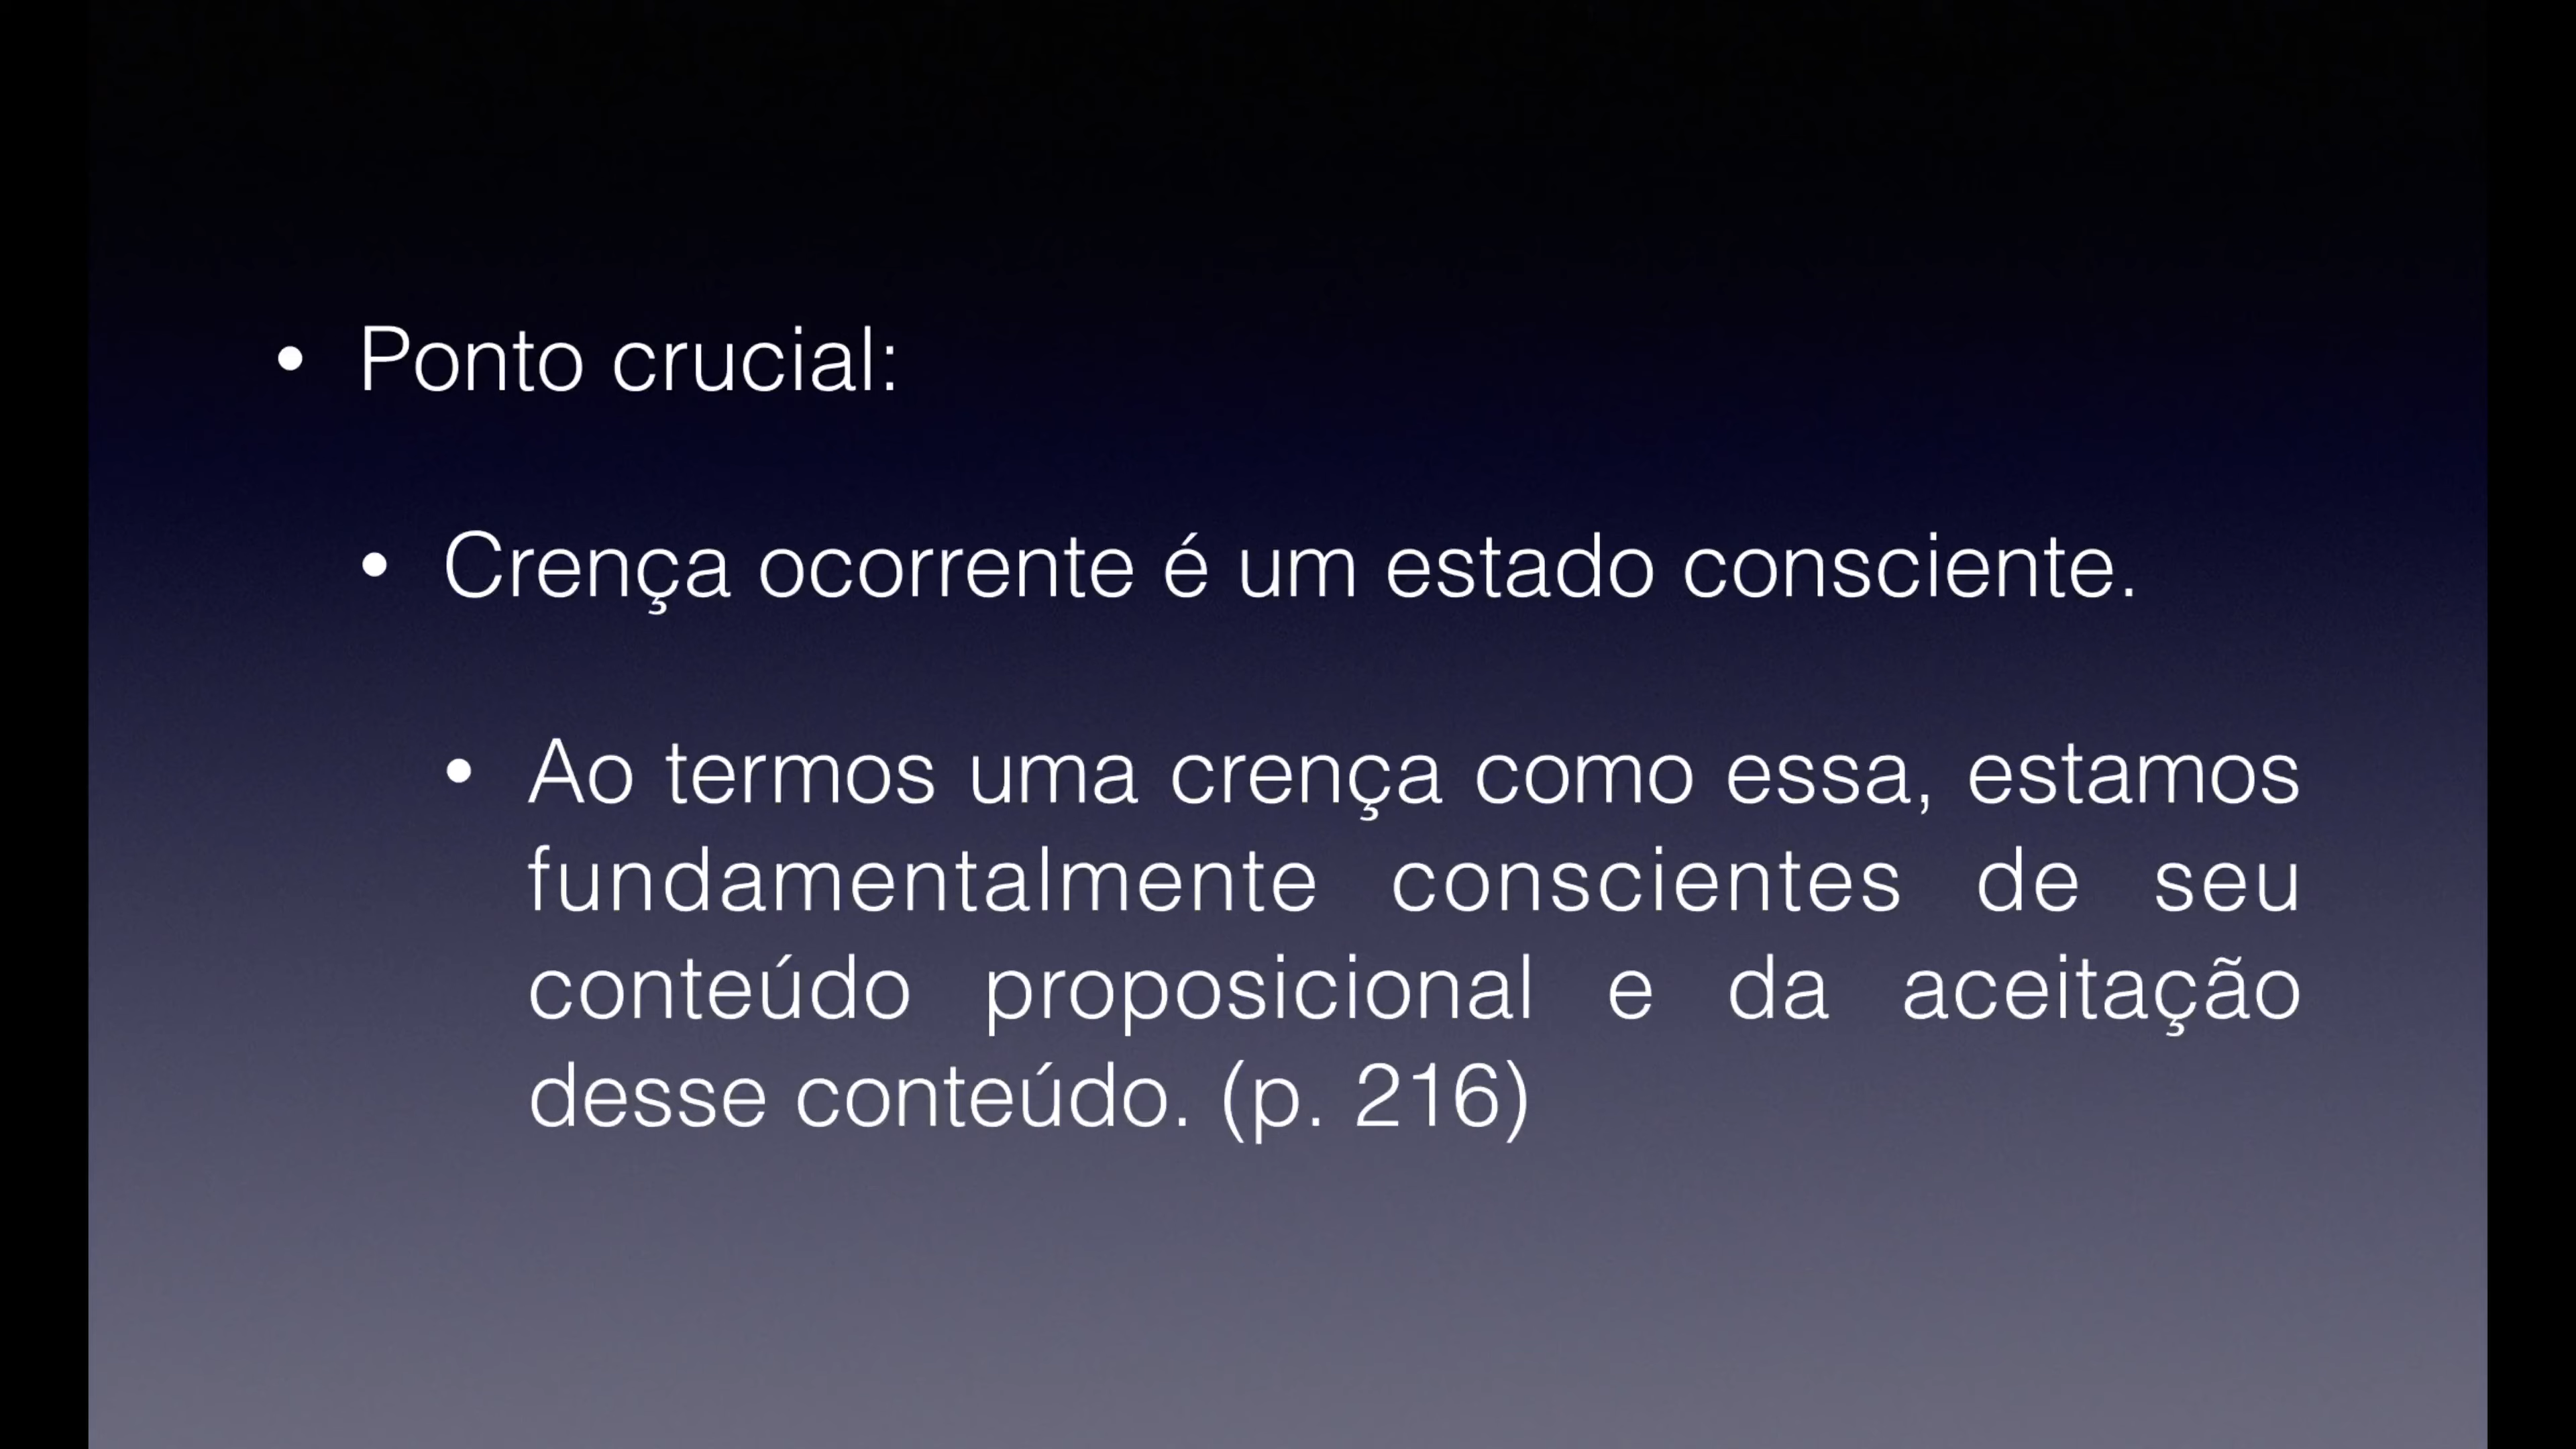 • Ponto crucial:
• Crença ocorrente é um estado consciente.
• Ao termos uma crença como essa, estamos
fundamentalmente conscientes de seu
conteúdo proposicional e da aceitação
desse conteúdo. (p. 216)